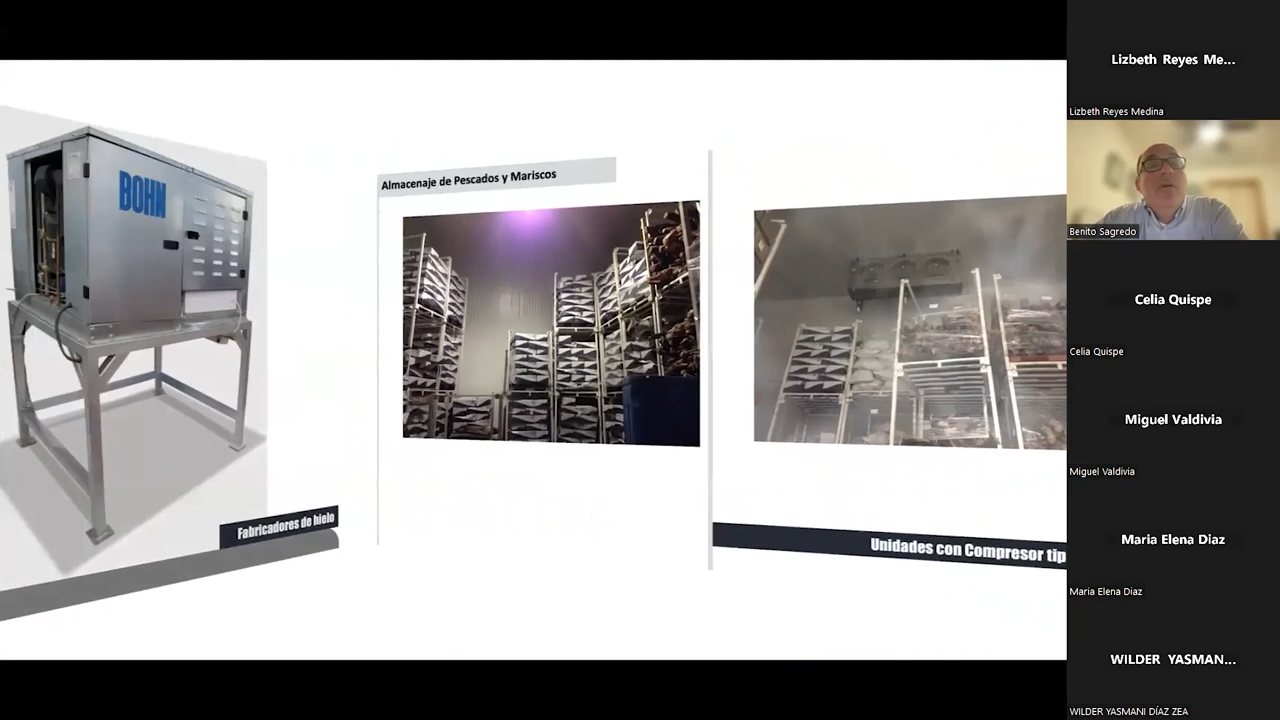 BOHN
Fabricadores de hielo
Almacenaje de Pescados y Mariscos
Unidades con Compresor tip
Lizbeth Reyes Me...
Lizbeth Reyes Medina
Benito Sagredo
Celia Quispe
Celia Quispe
Miguel Valdivia
Miguel Valdivia
Maria Elena Diaz
Maria Elena Diaz
WILDER YASMAN...
WILDER YASMANI DÍAZ ZEA